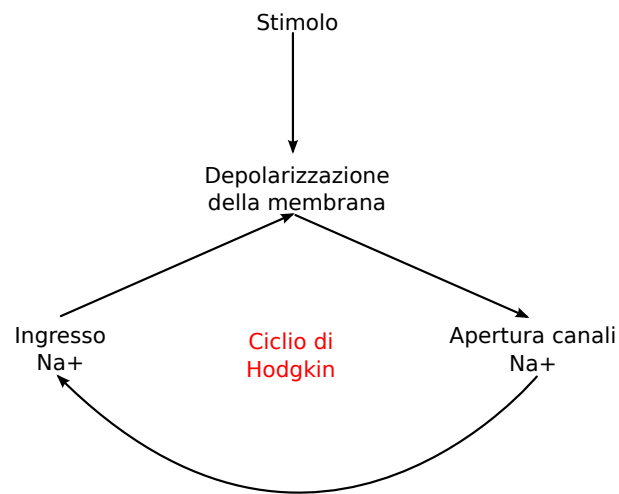 Stimolo
Depolarizzazione
della membrana
Ingresso
Na+
Ciclio di
Hodgkin
Apertura canali
Na+